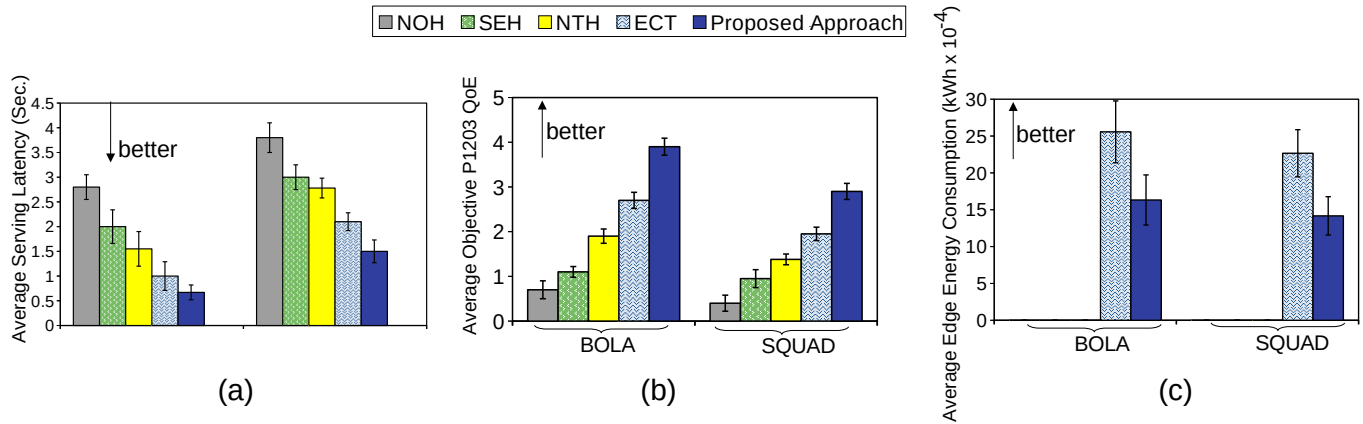 NOH SEH NTH ECT Proposed Approach
Average Serving Latency (Sec.)
4.5
4
3.5
3
2.5
2
1.5
1
0.5
0
better
(a)
Average Objective P1203 QoE
5
4
3
2
1
0
better
BOLA SQUAD
(b)
Average Edge Energy Consumption (kWh x 10-4)
30
25
20
15
10
5
0
better
BOLA SQUAD
(c)